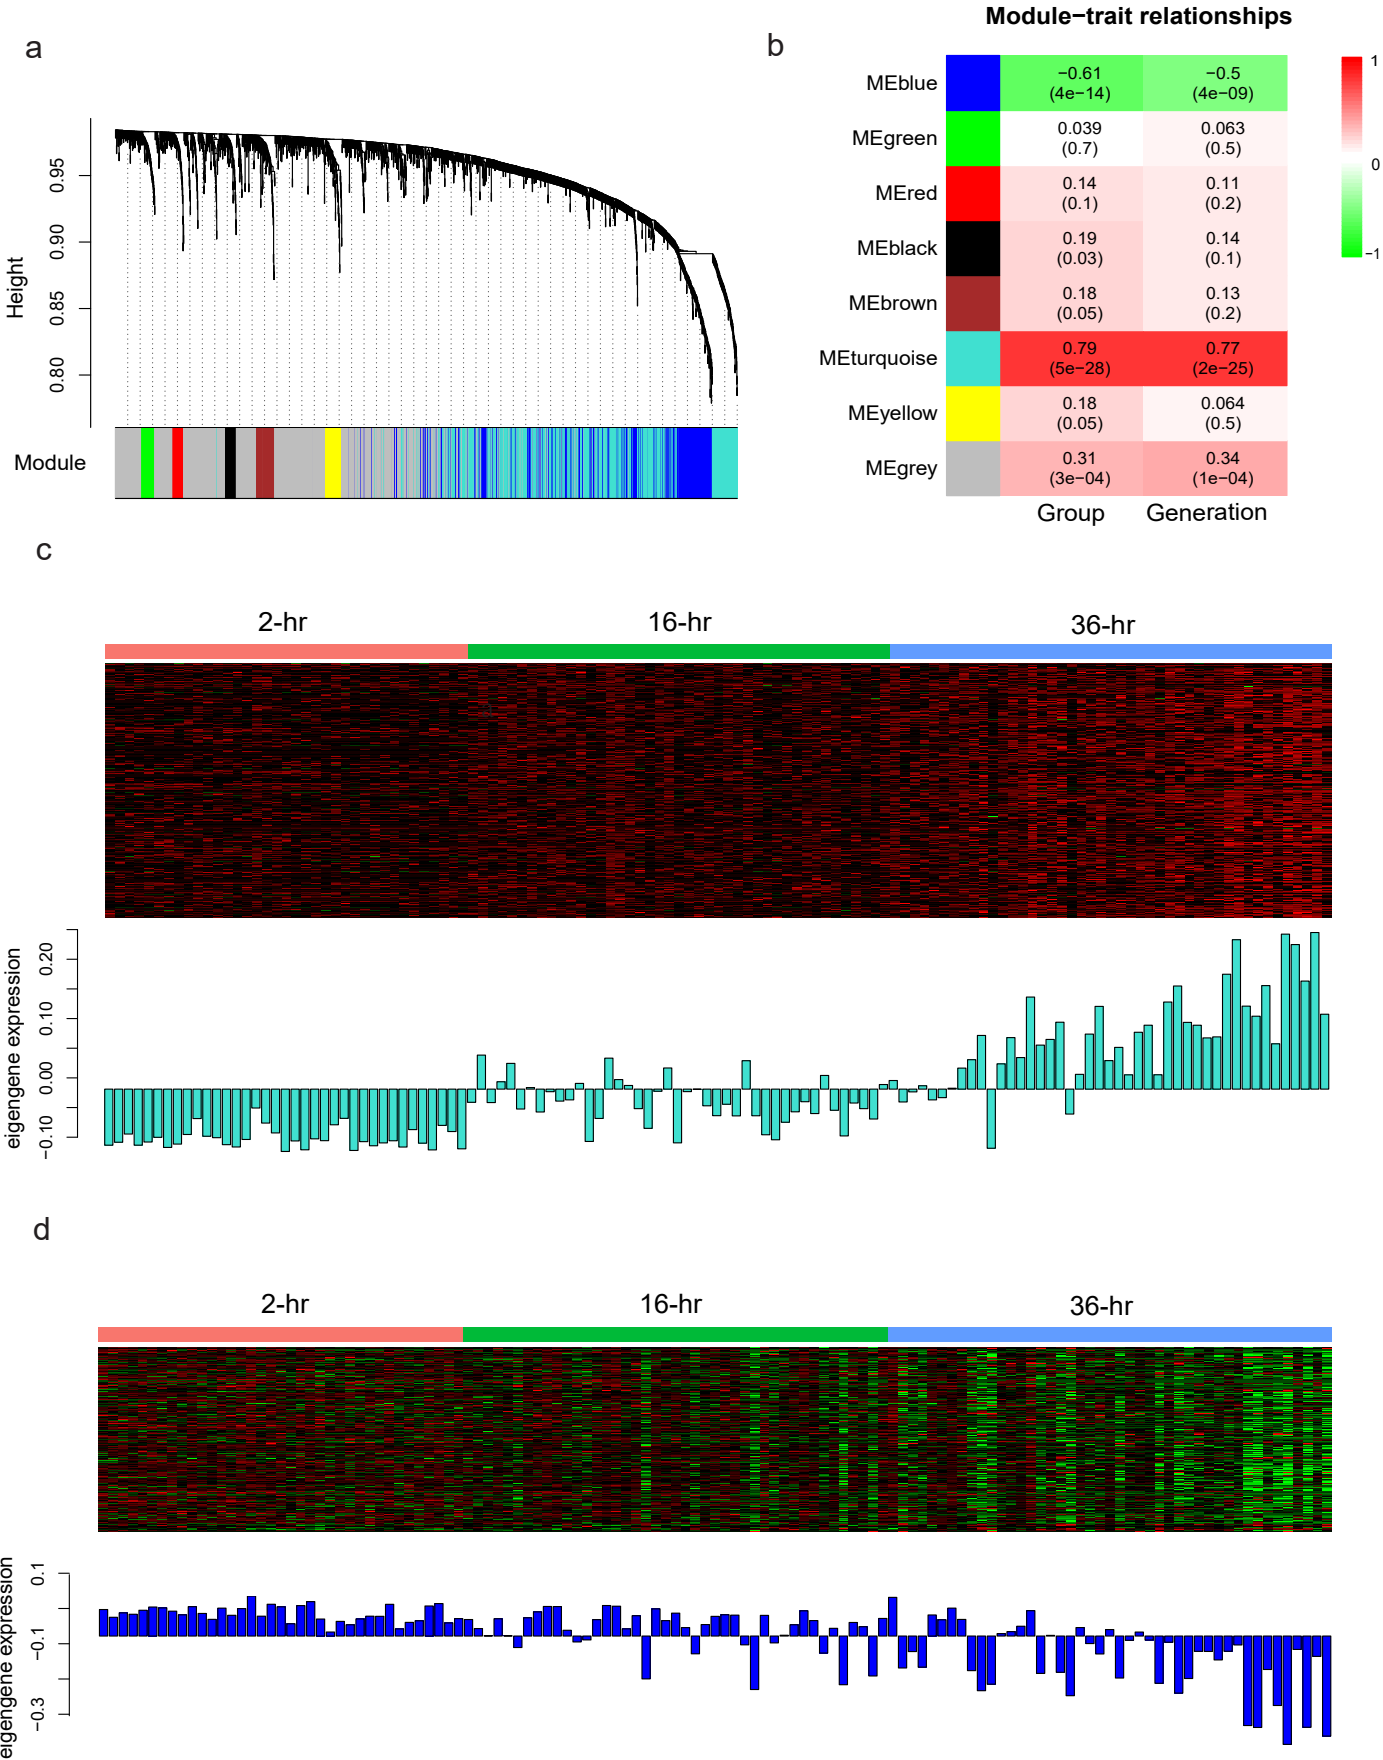 a
Height
0.95
0.90
0.85
0.80
Module
b
Module−trait relationships
MEblue
−0.61
(4e−14)
−0.5
(4e−09)
MEgreen
0.039
(0.7)
0.063
(0.5)
MEred
0.14
(0.1)
0.11
(0.2)
MEblack
0.19
(0.03)
0.14
(0.1)
MEbrown
0.18
(0.05)
0.13
(0.2)
MEturquoise
0.79
(5e−28)
0.77
(2e−25)
MEyellow
0.18
(0.05)
0.064
(0.5)
MEgrey
0.31
(3e−04)
0.34
(1e−04)
Group
Generation
1
0
−1
c
2-hr
16-hr
36-hr
eigengene expression
0.20
0.10
0.00
−0.10
d
2-hr
16-hr
36-hr
eigengene expression
0.1
−0.1
−0.3